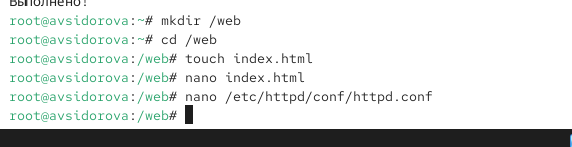 Выполнено!
root@avsidorova:~# mkdir /web
root@avsidorova:~# cd /web
root@avsidorova:/web# touch index.html
root@avsidorova:/web# nano index.html
root@avsidorova:/web# nano /etc/httpd/conf/httpd.conf
root@avsidorova:/web#